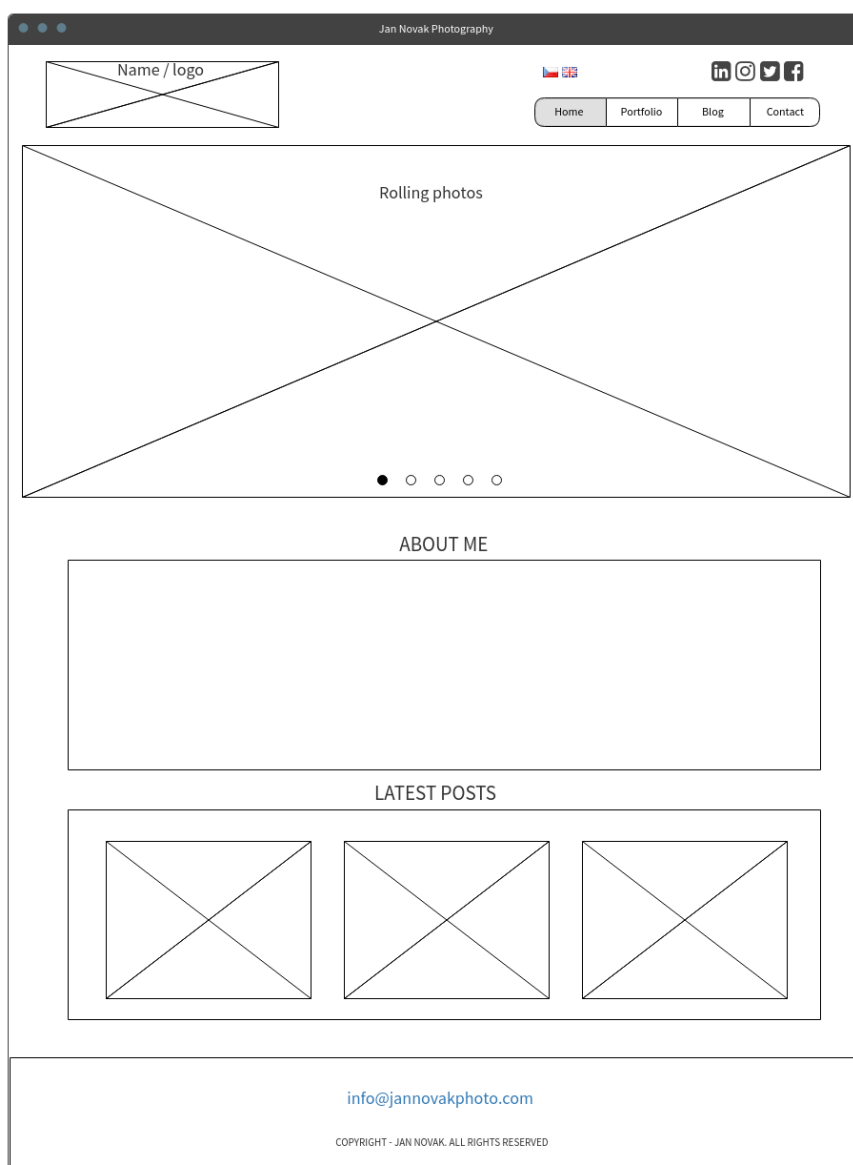 Jan Novak Photography
Name / logo
Home
Portfolio
Blog
Contact
Rolling photos
ABOUT ME
LATEST POSTS
info@jannovakphoto.com
COPYRIGHT - JAN NOVAK. ALL RIGHTS RESERVED